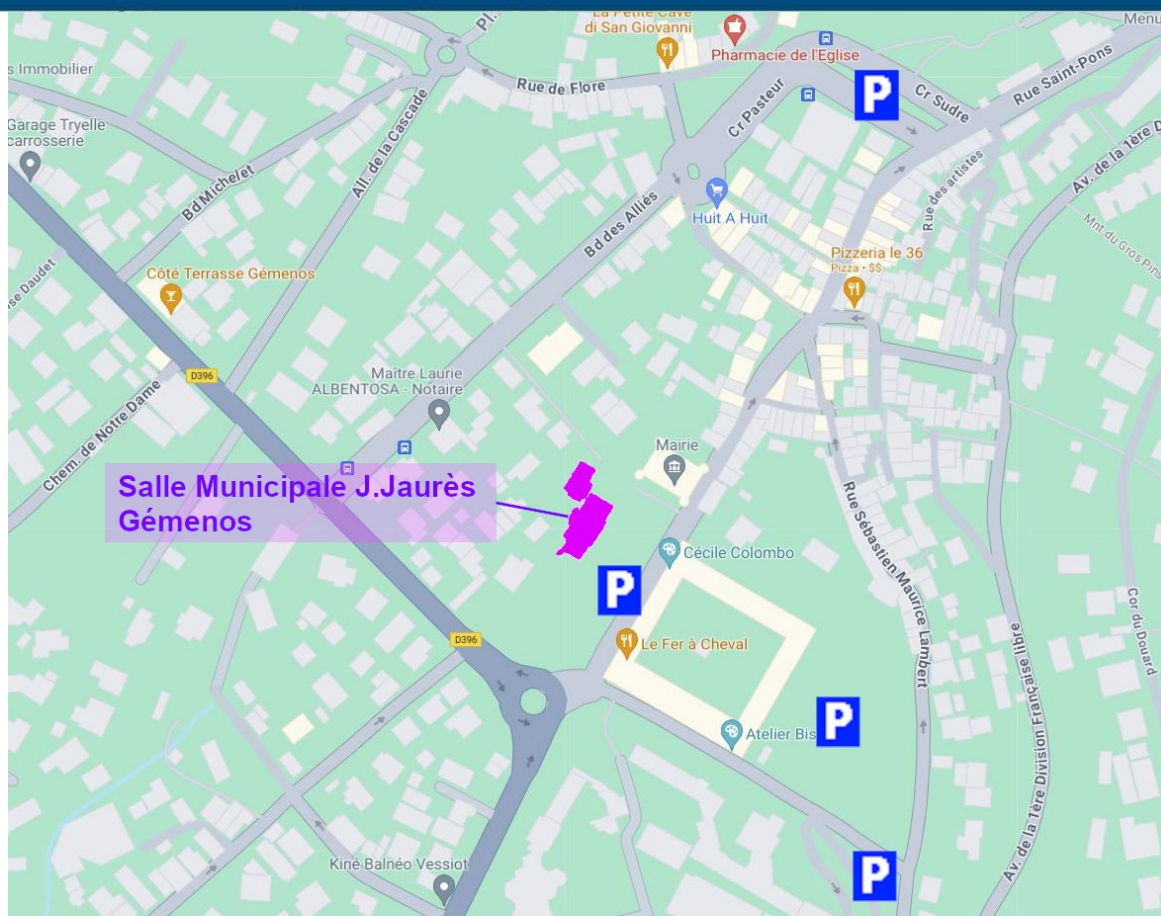 La Petite Cave
di San Giovanni
Pharmacie de l'Eglise
Menu
Pl.
s Immobilier
Rue de Flore
P
Cr Sudre
Rue Saint-Pons
Garage Tryelle
carrosserie
All. de la Cascade
Cr Pasteur
Av. de la 1ère D
Bd Michelet
Rue des artistes
Huit A Huit
Bd des Alliés
Mnt du Gros Pins
Pizzeria le 36
Pizza · $$
se Daudet
Côté Terrasse Gémenos
D396
Maître Laurie
ALBENTOSA - Notaire
Chem. de Notre Dame
Mairie
Salle Municipale J.Jaurès
Gémenos
Rue Sébastien Maurice Lambert
Cécile Colombo
P
Cor du Douard
D396
Le Fer à Cheval
P
Atelier Bis
Av. de la 1ère Division Française libre
Kiné Balnéo Vessiot
P